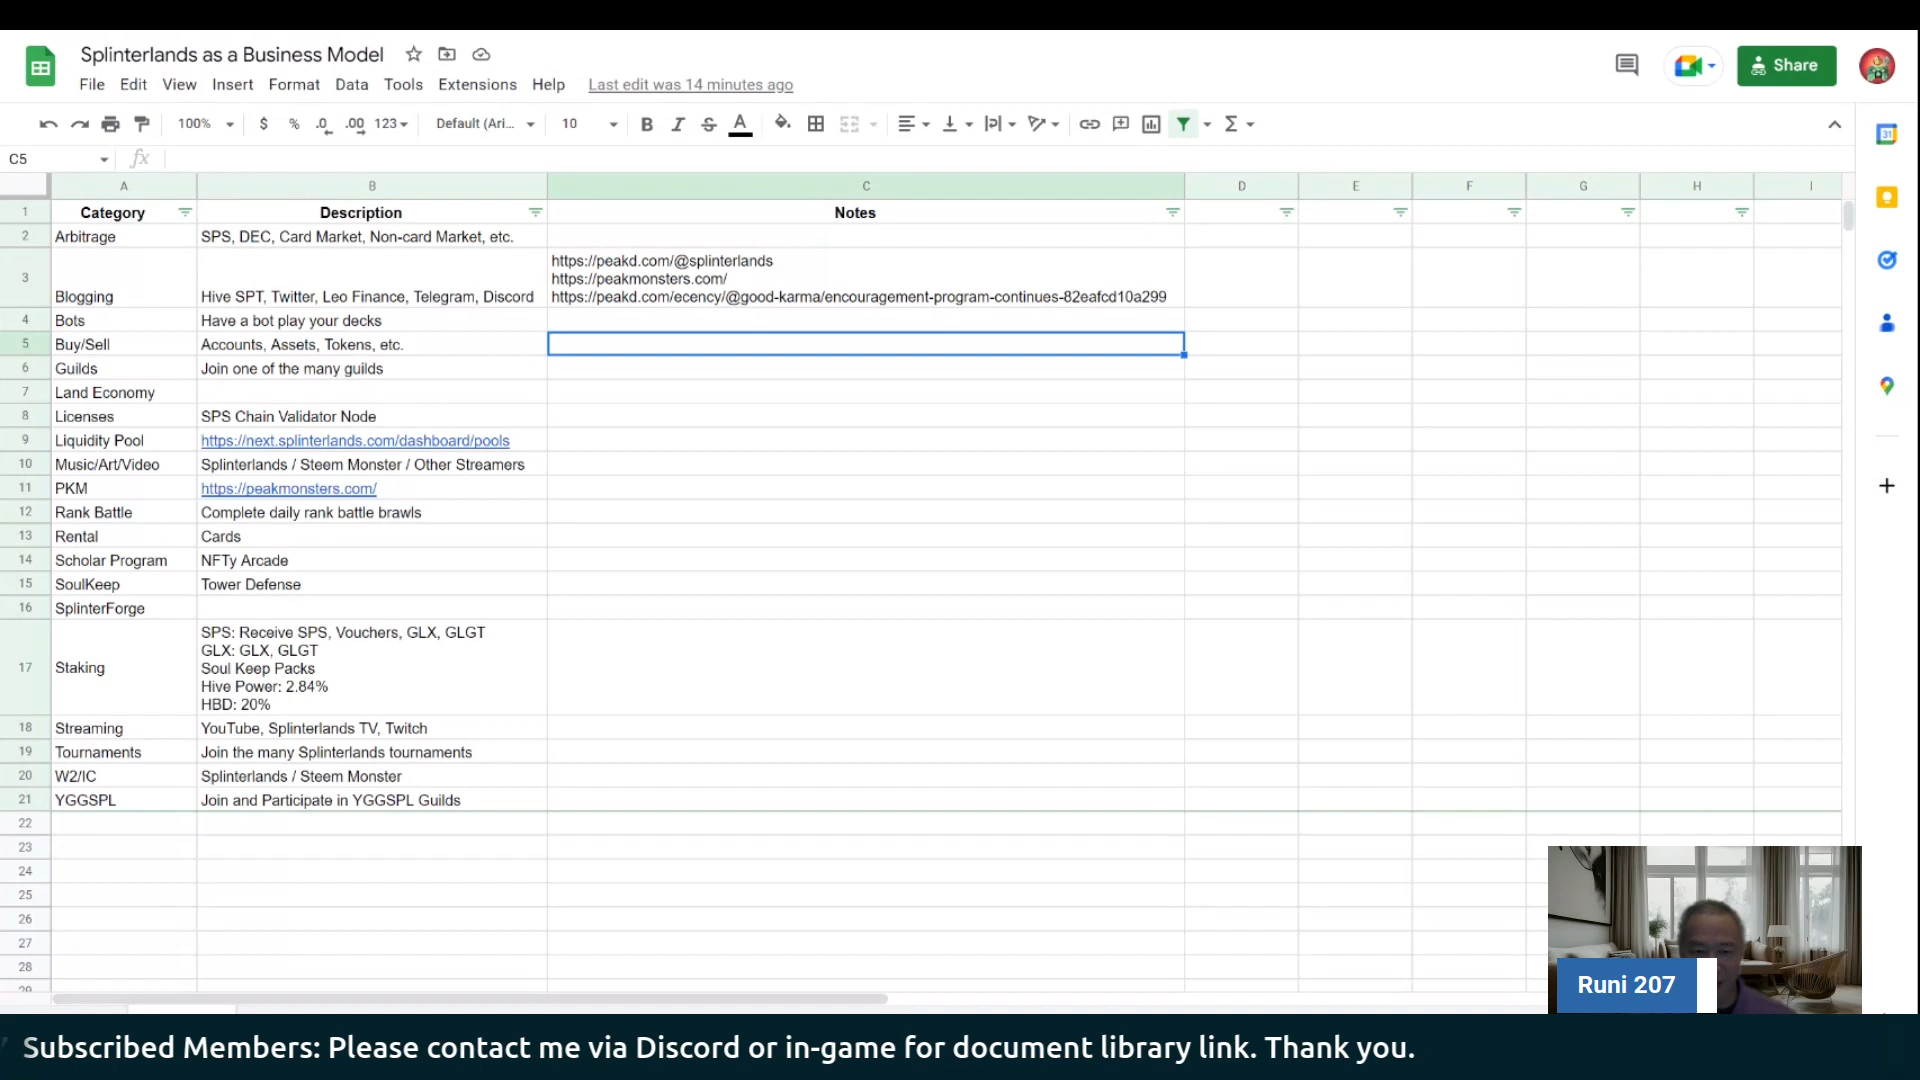 Splinterlands as a Business Model
File Edit View Insert Format Data Tools Extensions Help Last edit was 14 minutes ago
Share
100% $ % .0 .00 123 Default (Ari... 10 B I S A
C5 fx
A B C D E F G H I
1 Category Description Notes
2 Arbitrage SPS, DEC, Card Market, Non-card Market, etc.
https://peakd.com/@splinterlands
3 https://peakmonsters.com/
Blogging Hive SPT, Twitter, Leo Finance, Telegram, Discord https://peakd.com/ecency/@good-karma/encouragement-program-continues-82eafcd10a299
4 Bots Have a bot play your decks
5 Buy/Sell Accounts, Assets, Tokens, etc.
6 Guilds Join one of the many guilds
7 Land Economy
8 Licenses SPS Chain Validator Node
9 Liquidity Pool https://next.splinterlands.com/dashboard/pools
10 Music/Art/Video Splinterlands / Steem Monster / Other Streamers
11 PKM https://peakmonsters.com/
12 Rank Battle Complete daily rank battle brawls
13 Rental Cards
14 Scholar Program NFTy Arcade
15 SoulKeep Tower Defense
16 SplinterForge
SPS: Receive SPS, Vouchers, GLX, GLGT
GLX: GLX, GLGT
17 Staking Soul Keep Packs
Hive Power: 2.84%
HBD: 20%
18 Streaming YouTube, Splinterlands TV, Twitch
19 Tournaments Join the many Splinterlands tournaments
20 W2/IC Splinterlands / Steem Monster
21 YGGSPL Join and Participate in YGGSPL Guilds
22
23
24
25
26
27
28
29
31
Runi 207
Subscribed Members: Please contact me via Discord or in-game for document library link. Thank you.